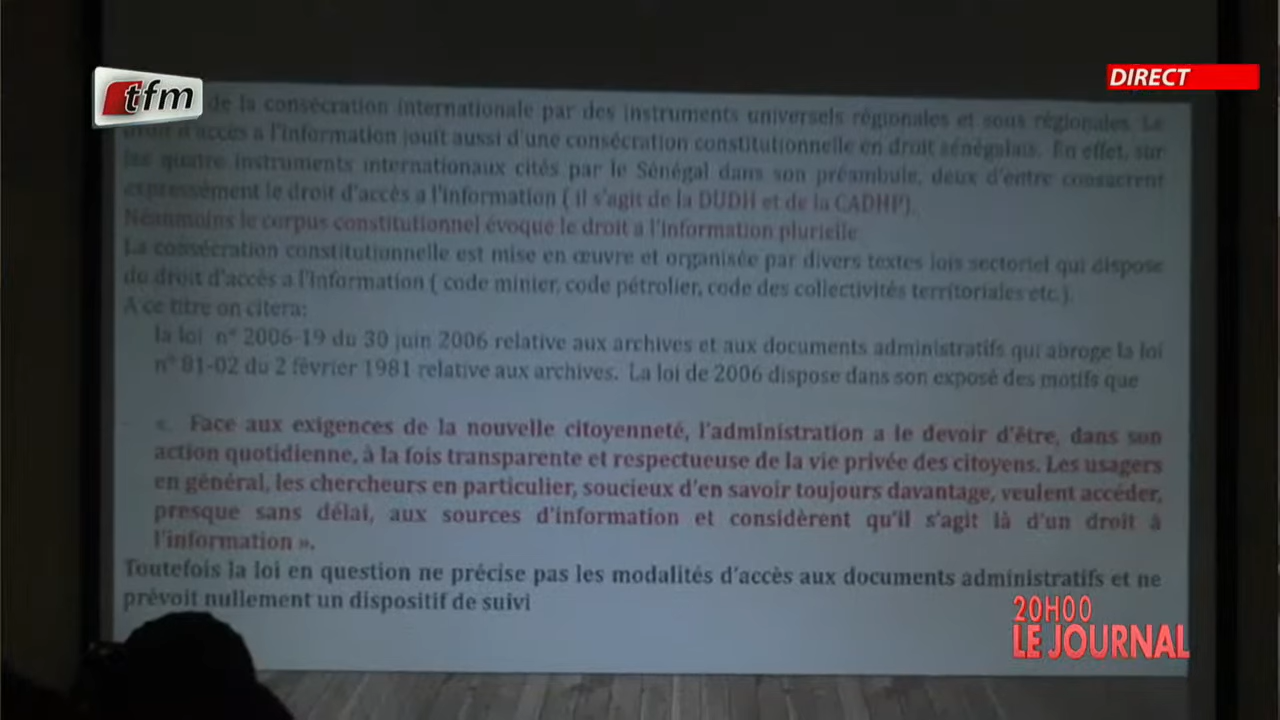 tfm
DIRECT
de la consécration internationale par des instruments universels régionales et sous régionales. Le
droit d'accès a l'information jouit aussi d'une consécration constitutionnelle en droit sénégalais. En effet, sur
les quatre instruments internationaux cités par le Sénégal dans son préambule, deux d'entre consacrent
expressément le droit d'accès a l'information ( il s'agit de la DUDH et de la CADHP).
Néanmoins le corpus constitutionnel évoque le droit a l'information plurielle
La consécration constitutionnelle est mise en œuvre et organisée par divers textes lois sectoriel qui dispose
du droit d'accès a l'Information ( code minier, code pétrolier, code des collectivités territoriales etc.).
A ce titre on citera:
la loi n° 2006-19 du 30 juin 2006 relative aux archives et aux documents administratifs qui abroge la loi
n° 81-02 du 2 février 1981 relative aux archives. La loi de 2006 dispose dans son exposé des motifs que
« Face aux exigences de la nouvelle citoyenneté, l'administration a le devoir d'être, dans son
action quotidienne, à la fois transparente et respectueuse de la vie privée des citoyens. Les usagers
en général, les chercheurs en particulier, soucieux d'en savoir toujours davantage, veulent accéder,
presque sans délai, aux sources d'information et considèrent qu'il s'agit là d'un droit à
l'information ».
Toutefois la loi en question ne précise pas les modalités d'accès aux documents administratifs et ne
prévoit nullement un dispositif de suivi
20H00
LE JOURNAL